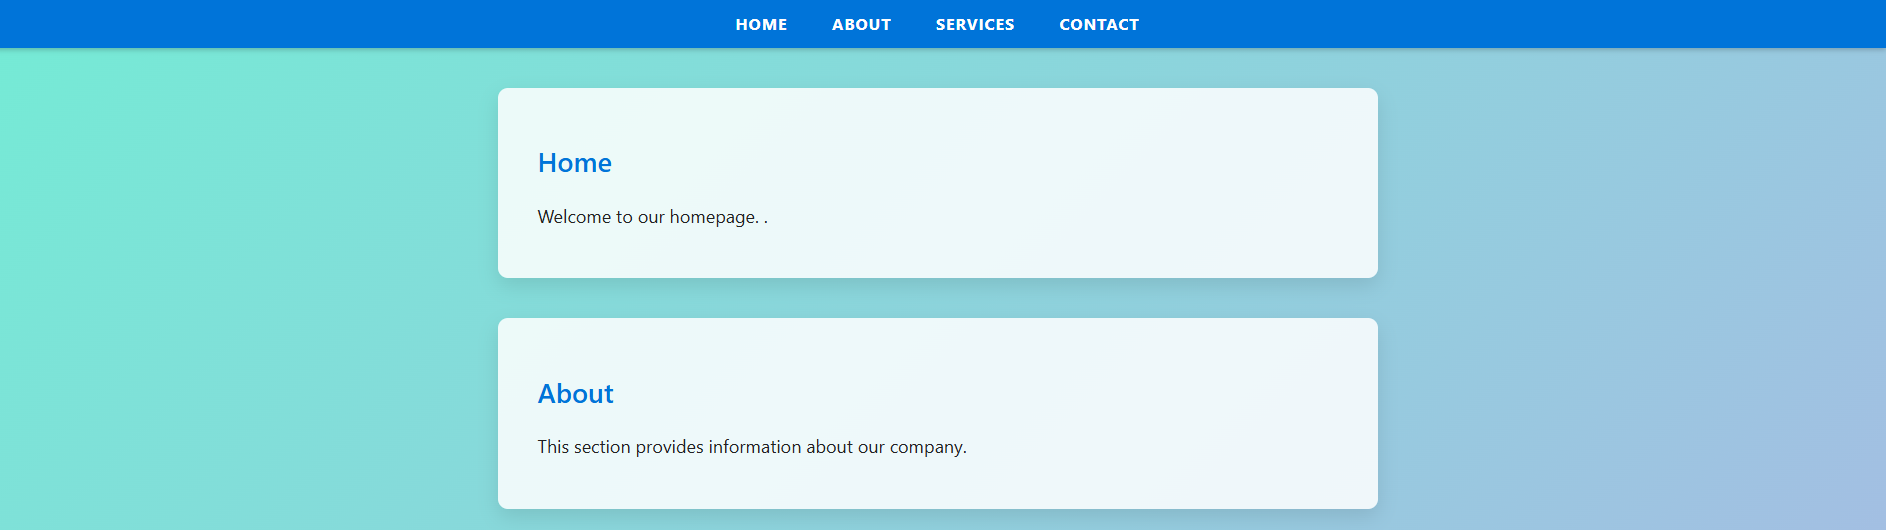 HOME ABOUT SERVICES CONTACT
Home
Welcome to our homepage. .
About
This section provides information about our company.